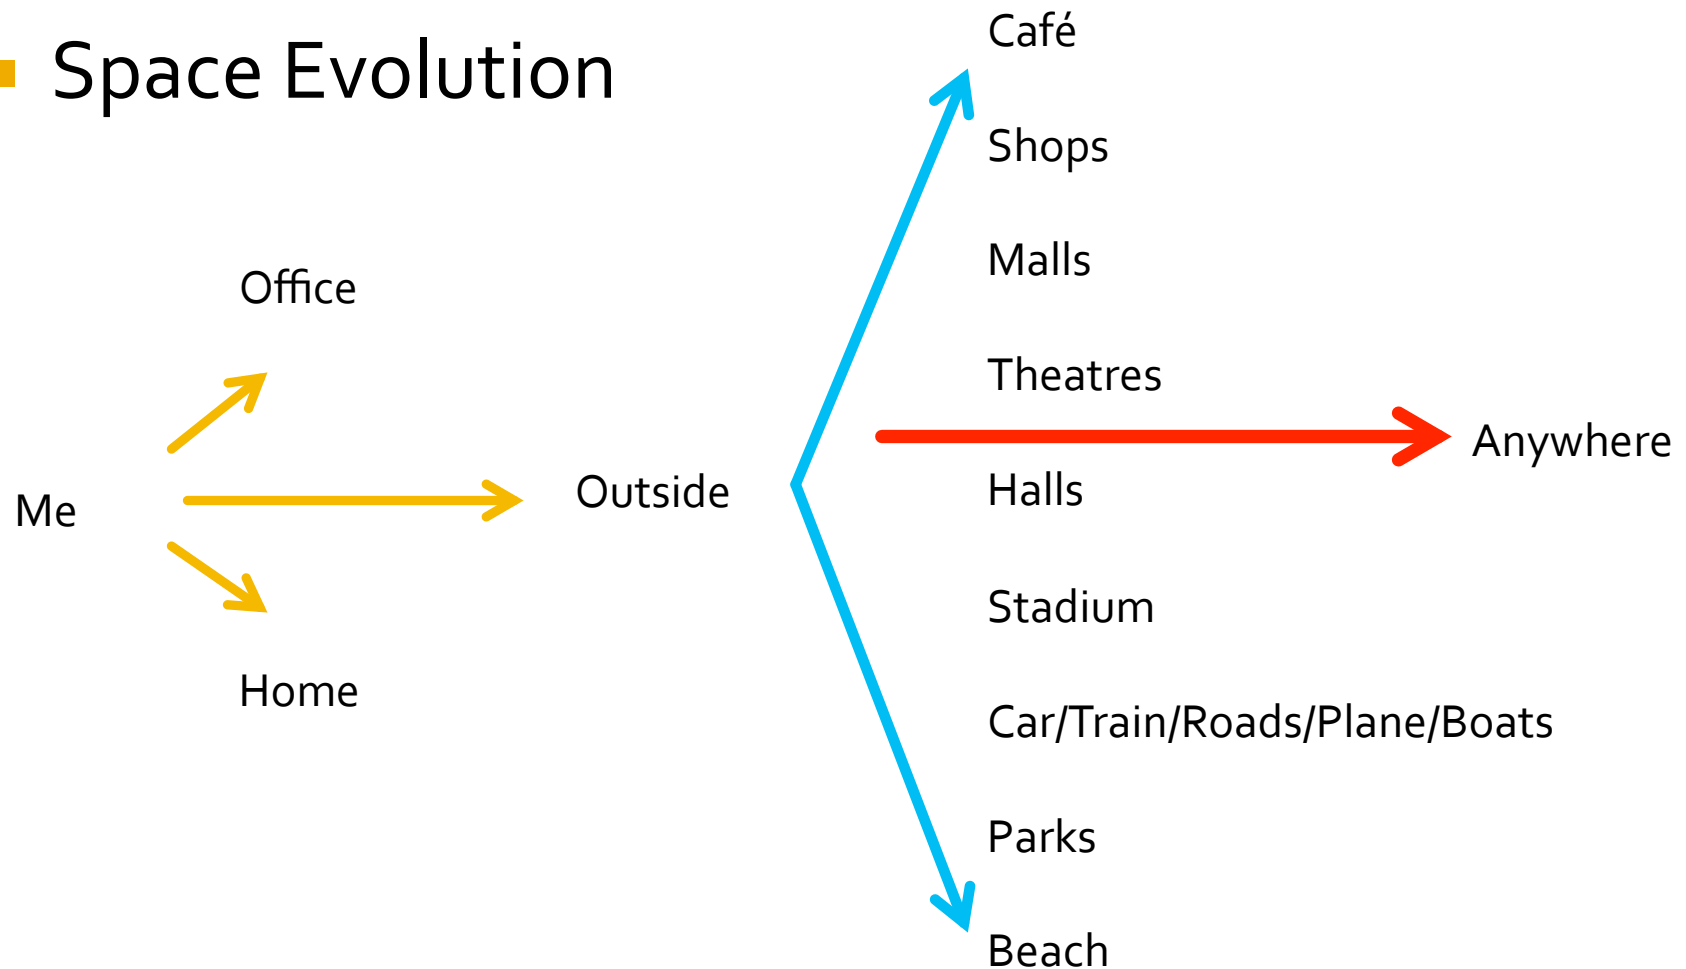 Space Evolution
Me
Office
Home
Outside
Café
Shops
Malls
Theatres
Halls
Stadium
Car/Train/Roads/Plane/Boats
Parks
Beach
Anywhere